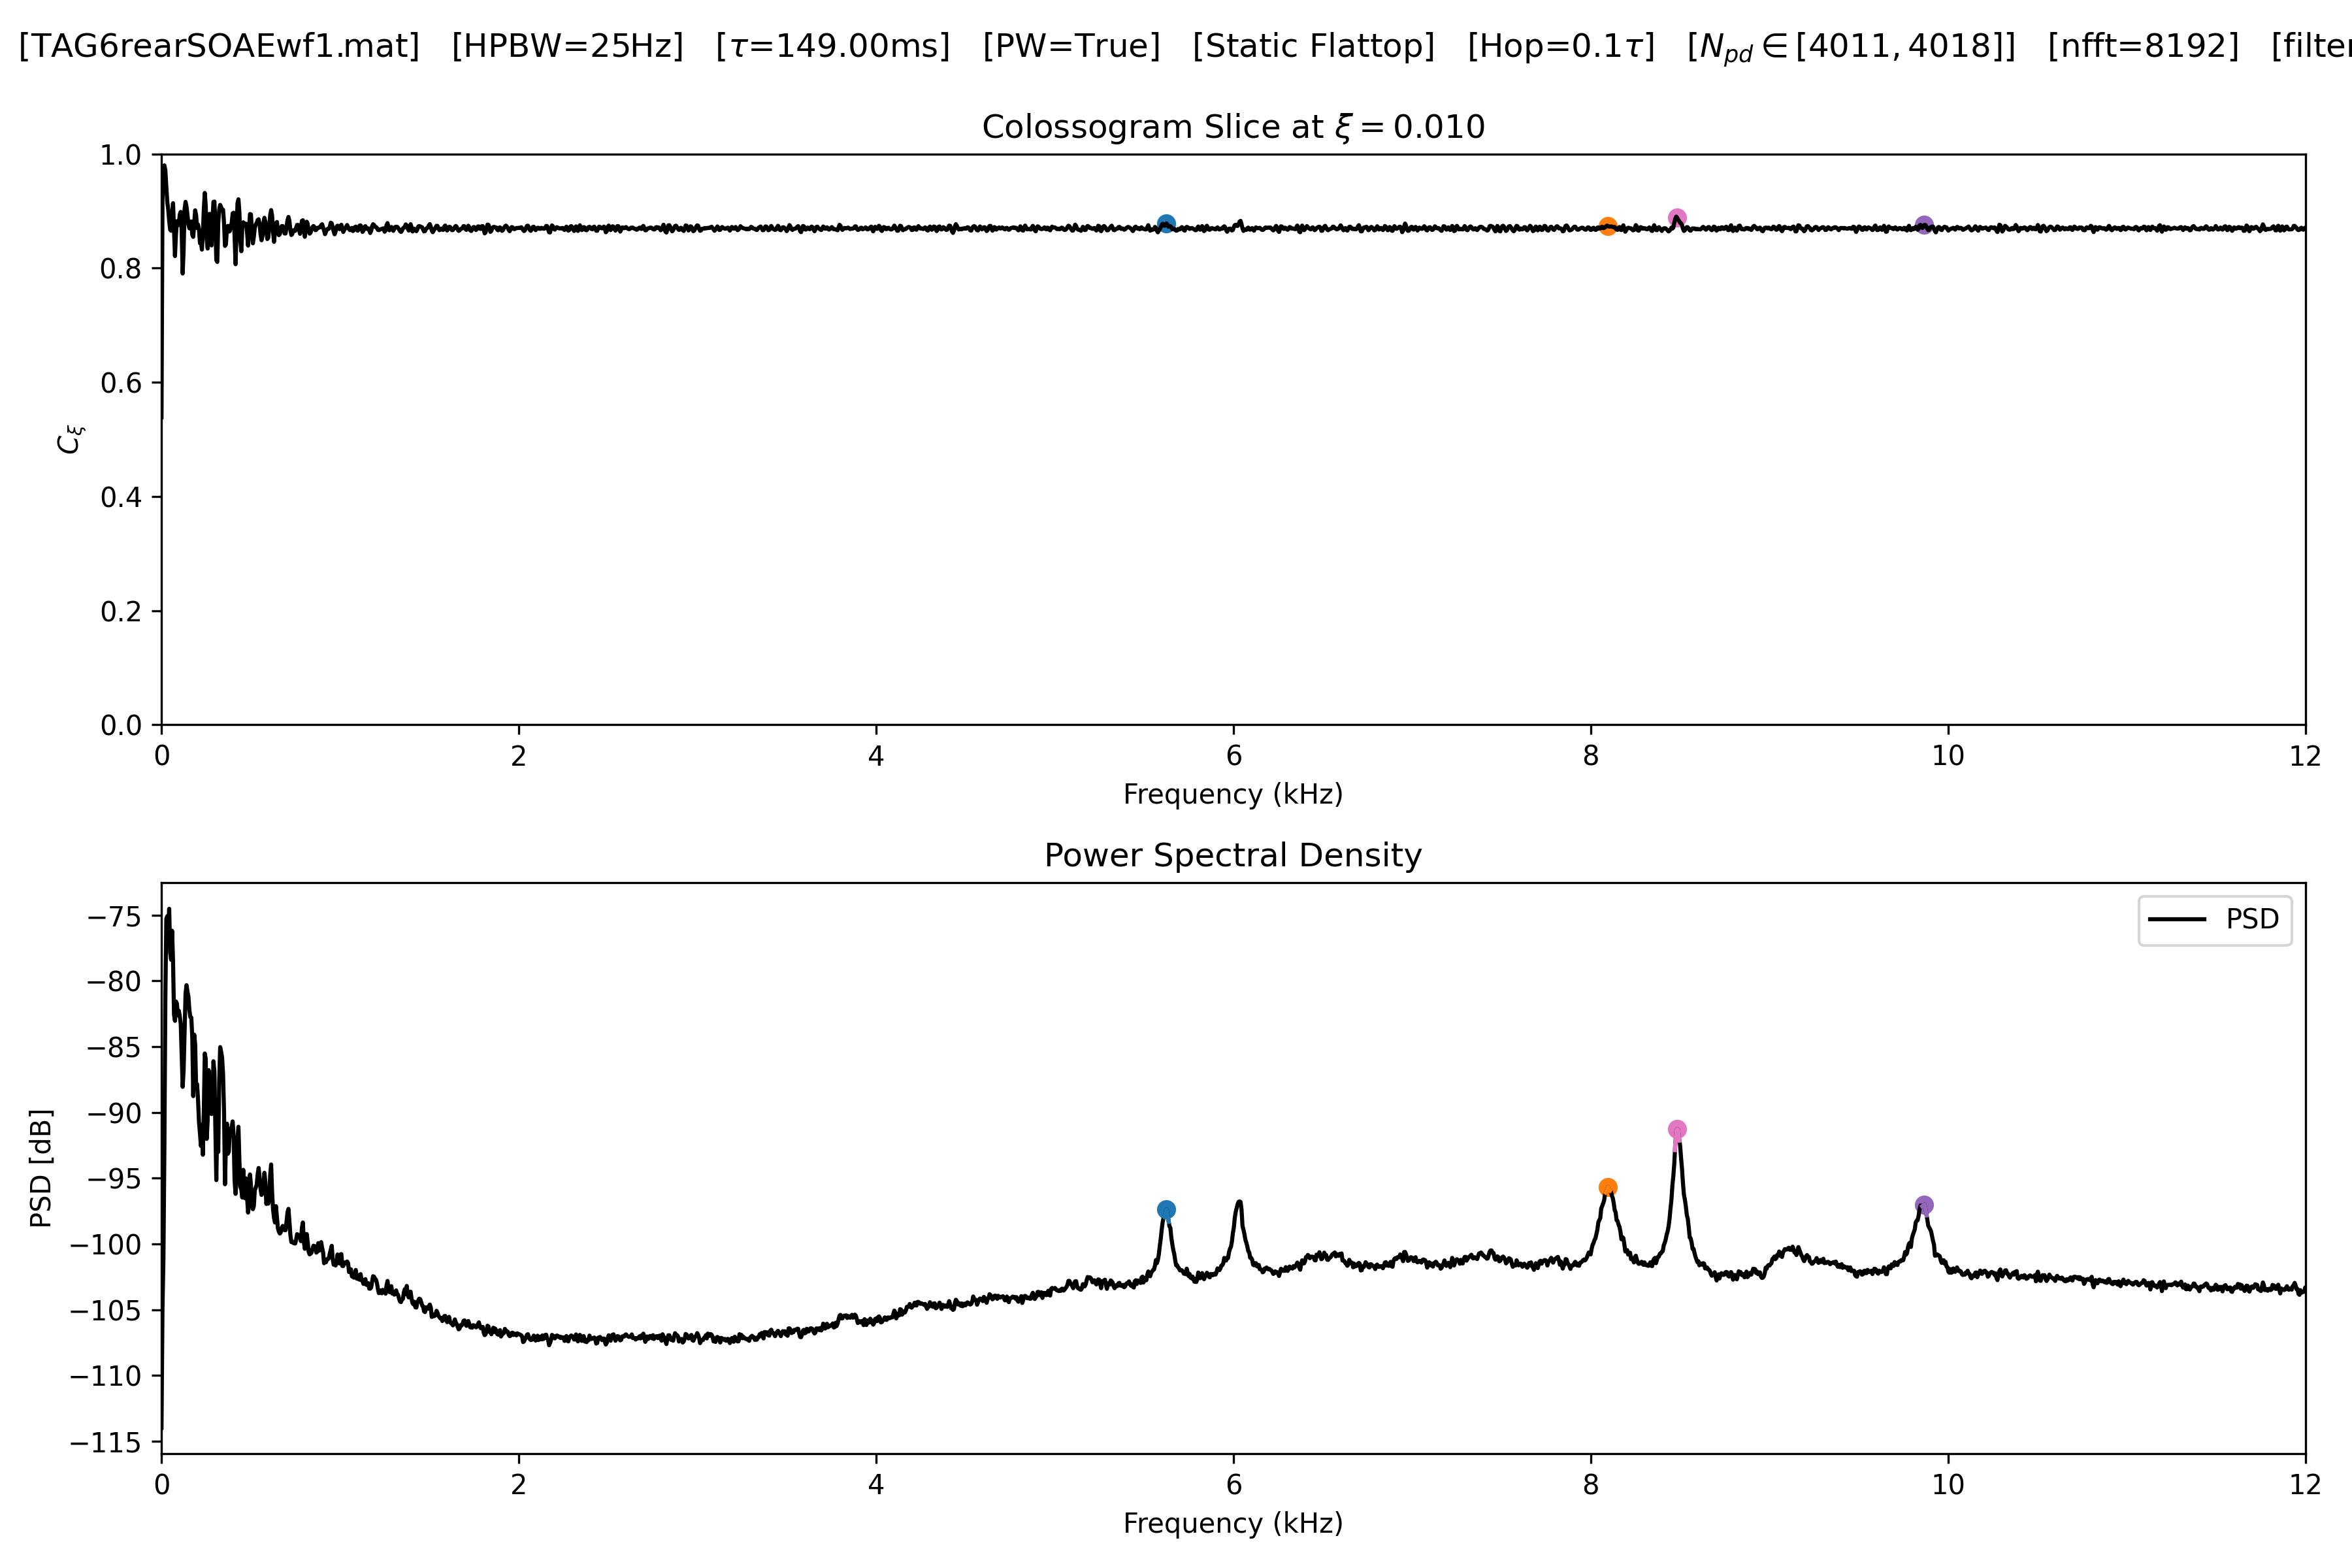 [TAG6rearSOAEwf1.mat] [HPBW=25Hz] [τ=149.00ms] [PW=True] [Static Flattop] [Hop=0.1τ] [N_pd ∈ [4011, 4018]] [nfft=8192] [filter
Colossogram Slice at ξ = 0.010
1.0
0.8
0.6
0.4
0.2
0.0
C_ξ
0 2 4 6 8 10 12
Frequency (kHz)
Power Spectral Density
PSD
−75
−80
−85
−90
−95
−100
−105
−110
−115
PSD [dB]
0 2 4 6 8 10 12
Frequency (kHz)